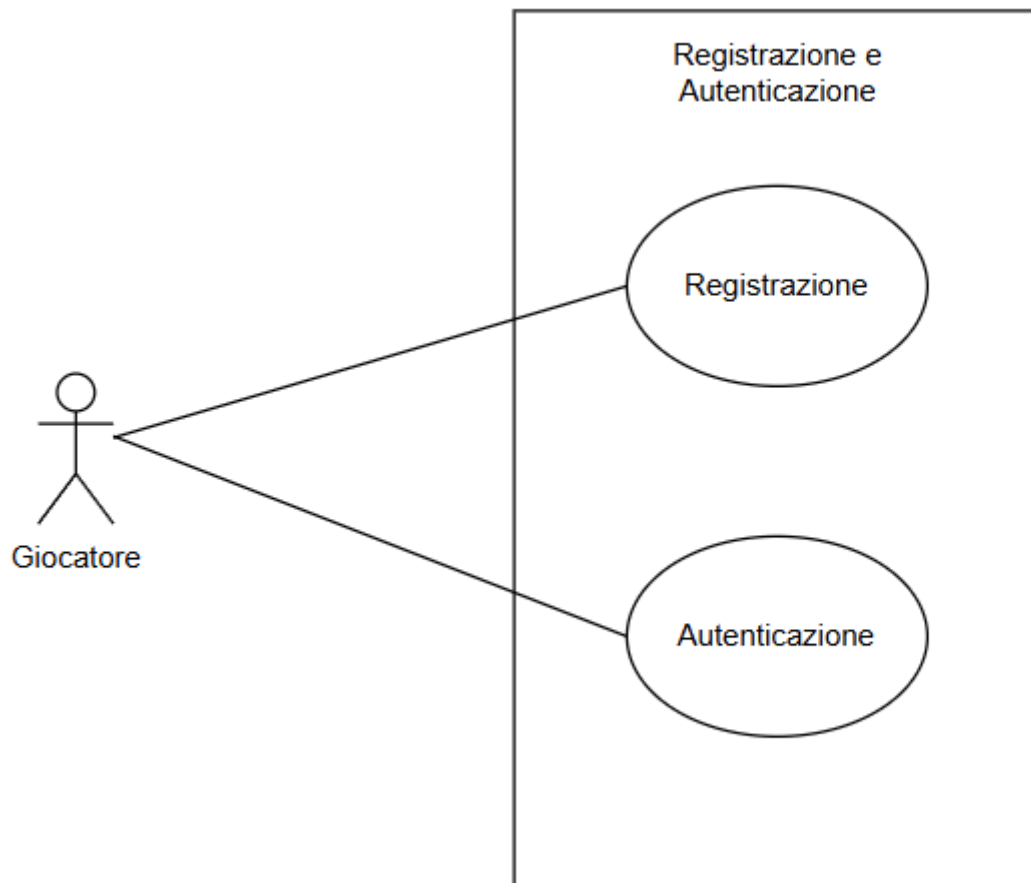 Registrazione e
Autenticazione
Registrazione
Giocatore
Autenticazione